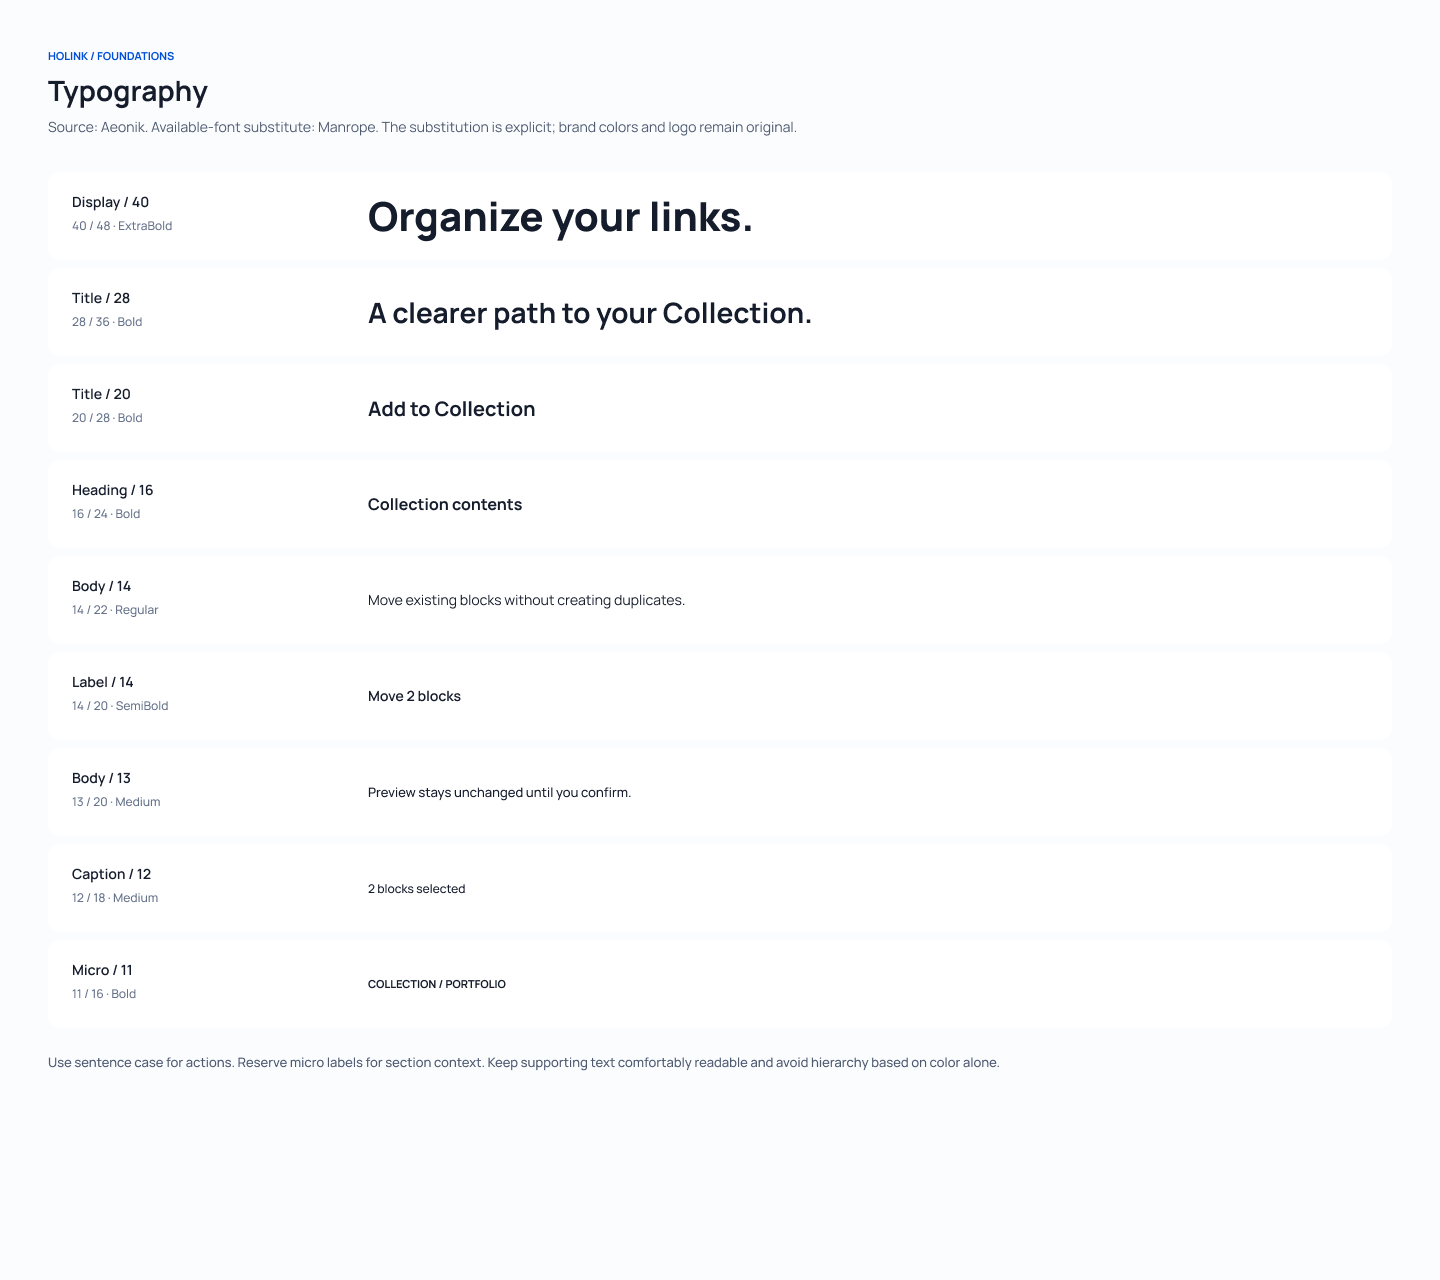 HOLINK / FOUNDATIONS
Typography
Source: Aeonik. Available-font substitute: Manrope. The substitution is explicit; brand colors and logo remain original.
Display / 40
40 / 48 · ExtraBold
Organize your links.
Title / 28
28 / 36 · Bold
A clearer path to your Collection.
Title / 20
20 / 28 · Bold
Add to Collection
Heading / 16
16 / 24 · Bold
Collection contents
Body / 14
14 / 22 · Regular
Move existing blocks without creating duplicates.
Label / 14
14 / 20 · SemiBold
Move 2 blocks
Body / 13
13 / 20 · Medium
Preview stays unchanged until you confirm.
Caption / 12
12 / 18 · Medium
2 blocks selected
Micro / 11
11 / 16 · Bold
COLLECTION / PORTFOLIO
Use sentence case for actions. Reserve micro labels for section context. Keep supporting text comfortably readable and avoid hierarchy based on color alone.